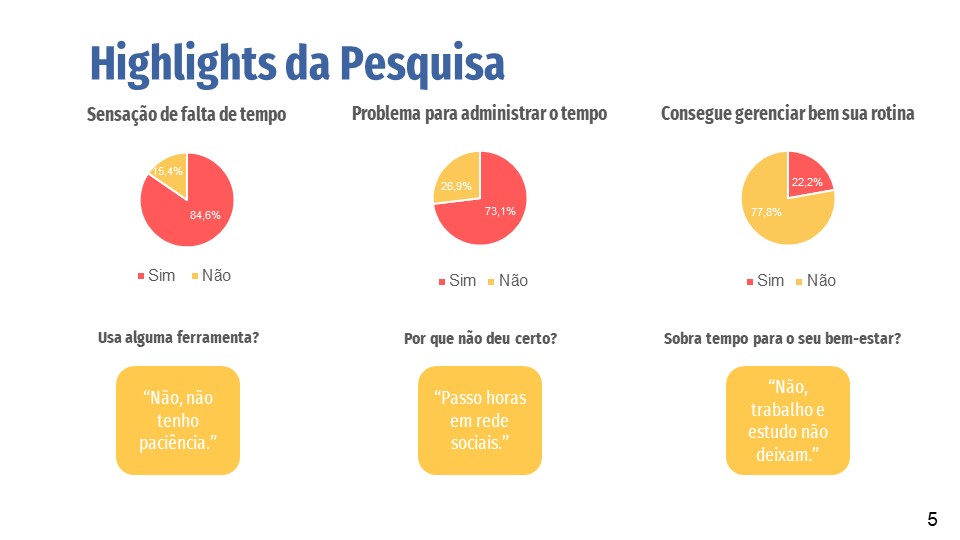 Highlights da Pesquisa
Sensação de falta de tempo
15,4%
84,6%
Sim Não
Problema para administrar o tempo
26,9%
73,1%
Sim Não
Consegue gerenciar bem sua rotina
22,2%
77,8%
Sim Não
Usa alguma ferramenta?
“Não, não
tenho
paciência.”
Por que não deu certo?
“Passo horas
em rede
sociais.”
Sobra tempo para o seu bem-estar?
“Não,
trabalho e
estudo não
deixam.”
5